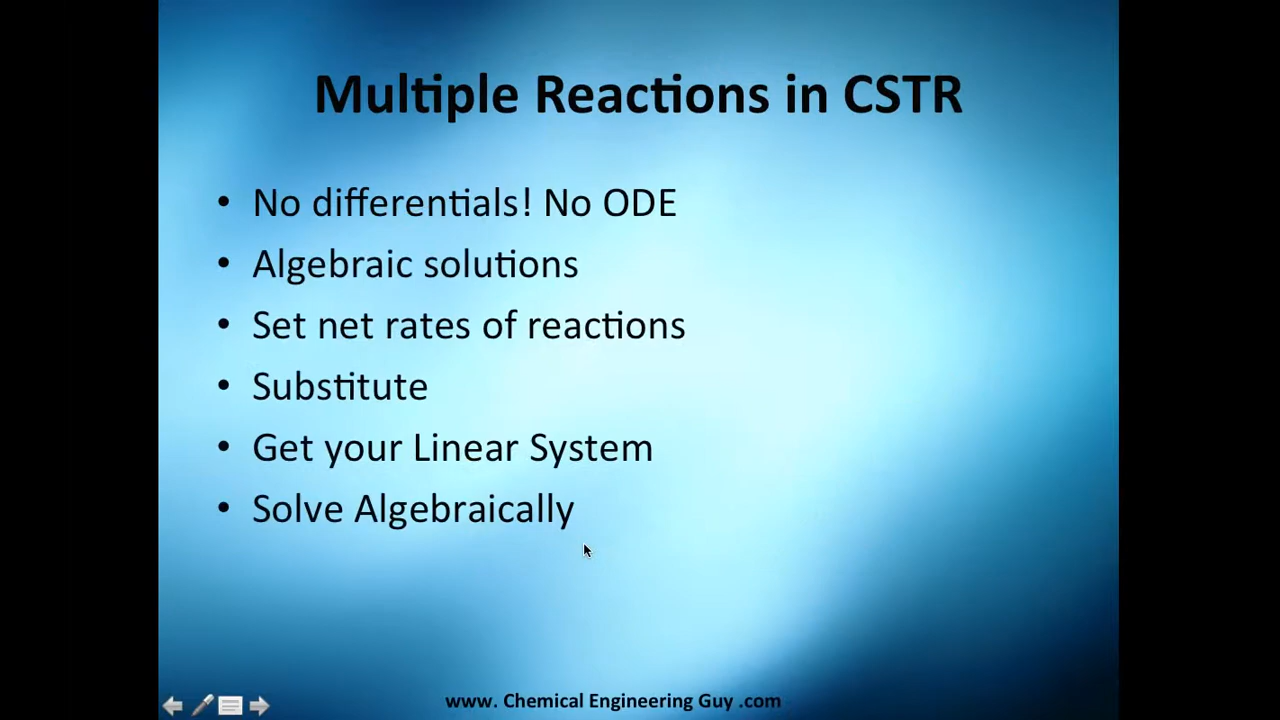 Multiple Reactions in CSTR
• No differentials! No ODE
• Algebraic solutions
• Set net rates of reactions
• Substitute
• Get your Linear System
• Solve Algebraically
www. Chemical Engineering Guy .com